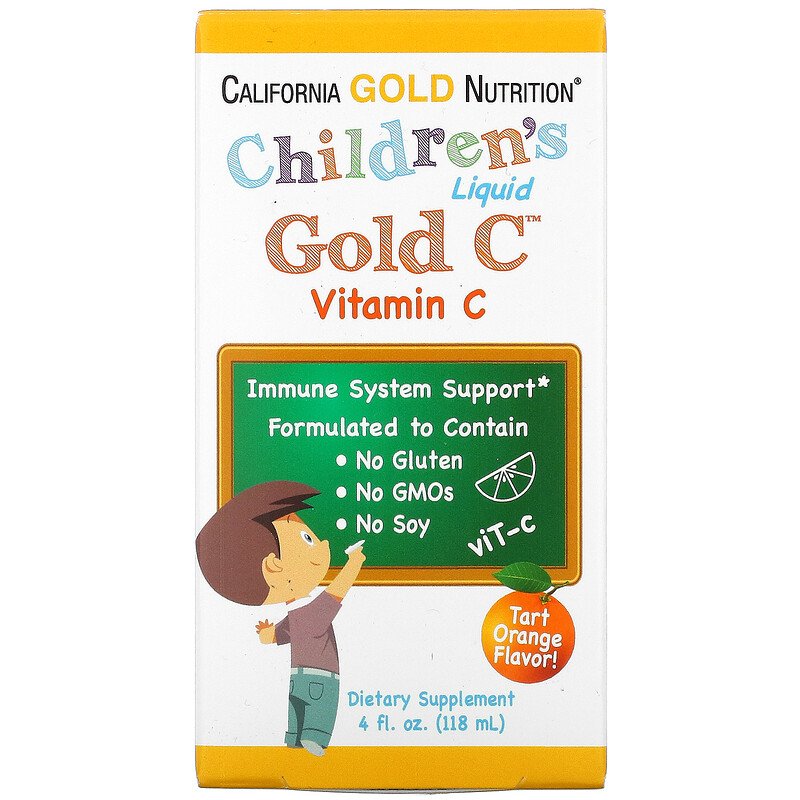 CALIFORNIA GOLD NUTRITION®
Children's
Liquid
Gold C™
Vitamin C
Immune System Support*
Formulated to Contain
• No Gluten
• No GMOs
• No Soy
viT-c
Tart
Orange
Flavor!
Dietary Supplement
4 fl. oz. (118 mL)